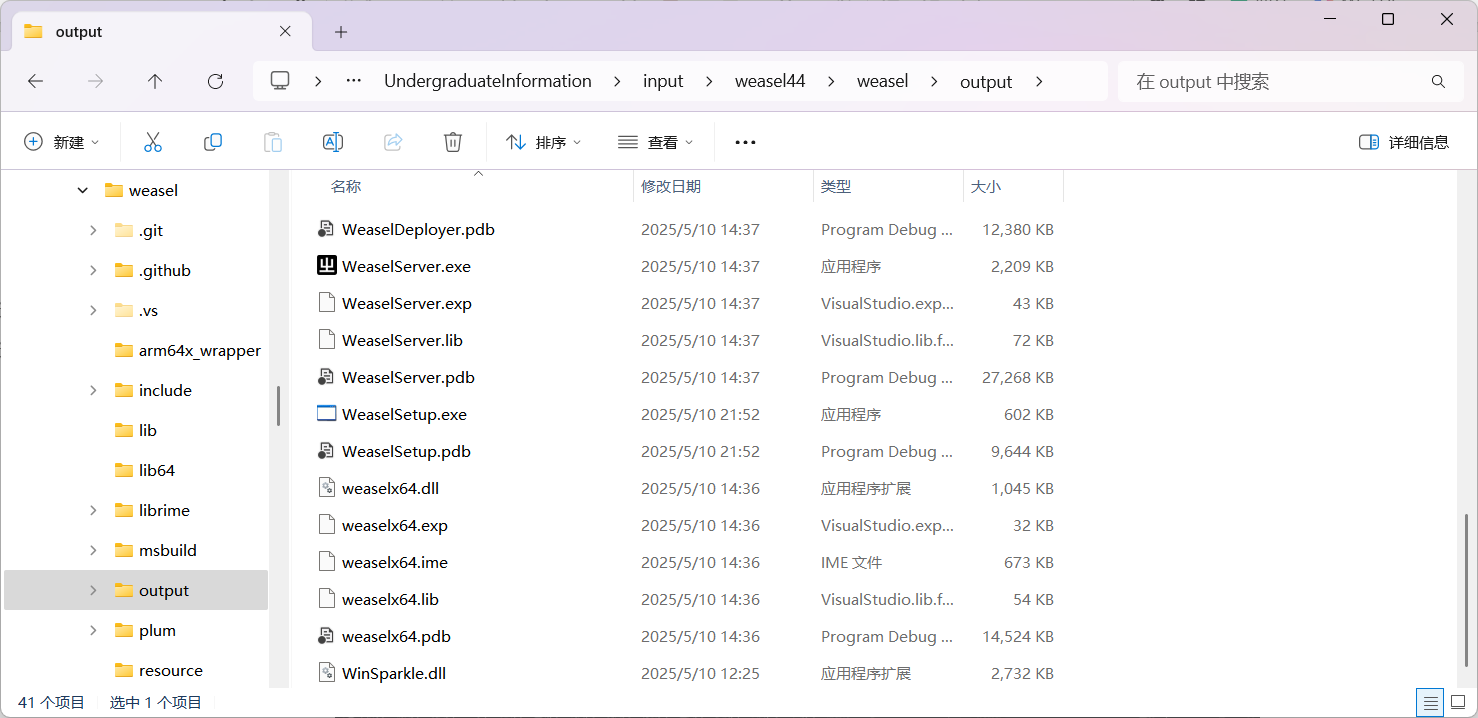 output
··· UndergraduateInformation input weasel44 weasel output 在 output 中搜索
新建 排序 查看 ··· 详细信息
名称 修改日期 类型 大小
weasel
.git
.github
.vs
arm64x_wrapper
include
lib
lib64
librime
msbuild
output
plum
resource
WeaselDeployer.pdb 2025/5/10 14:37 Program Debug ... 12,380 KB
WeaselServer.exe 2025/5/10 14:37 应用程序 2,209 KB
WeaselServer.exp 2025/5/10 14:37 VisualStudio.exp... 43 KB
WeaselServer.lib 2025/5/10 14:37 VisualStudio.lib.f... 72 KB
WeaselServer.pdb 2025/5/10 14:37 Program Debug ... 27,268 KB
WeaselSetup.exe 2025/5/10 21:52 应用程序 602 KB
WeaselSetup.pdb 2025/5/10 21:52 Program Debug ... 9,644 KB
weaselx64.dll 2025/5/10 14:36 应用程序扩展 1,045 KB
weaselx64.exp 2025/5/10 14:36 VisualStudio.exp... 32 KB
weaselx64.ime 2025/5/10 14:36 IME 文件 673 KB
weaselx64.lib 2025/5/10 14:36 VisualStudio.lib.f... 54 KB
weaselx64.pdb 2025/5/10 14:36 Program Debug ... 14,524 KB
WinSparkle.dll 2025/5/10 12:25 应用程序扩展 2,732 KB
41 个项目 选中 1 个项目